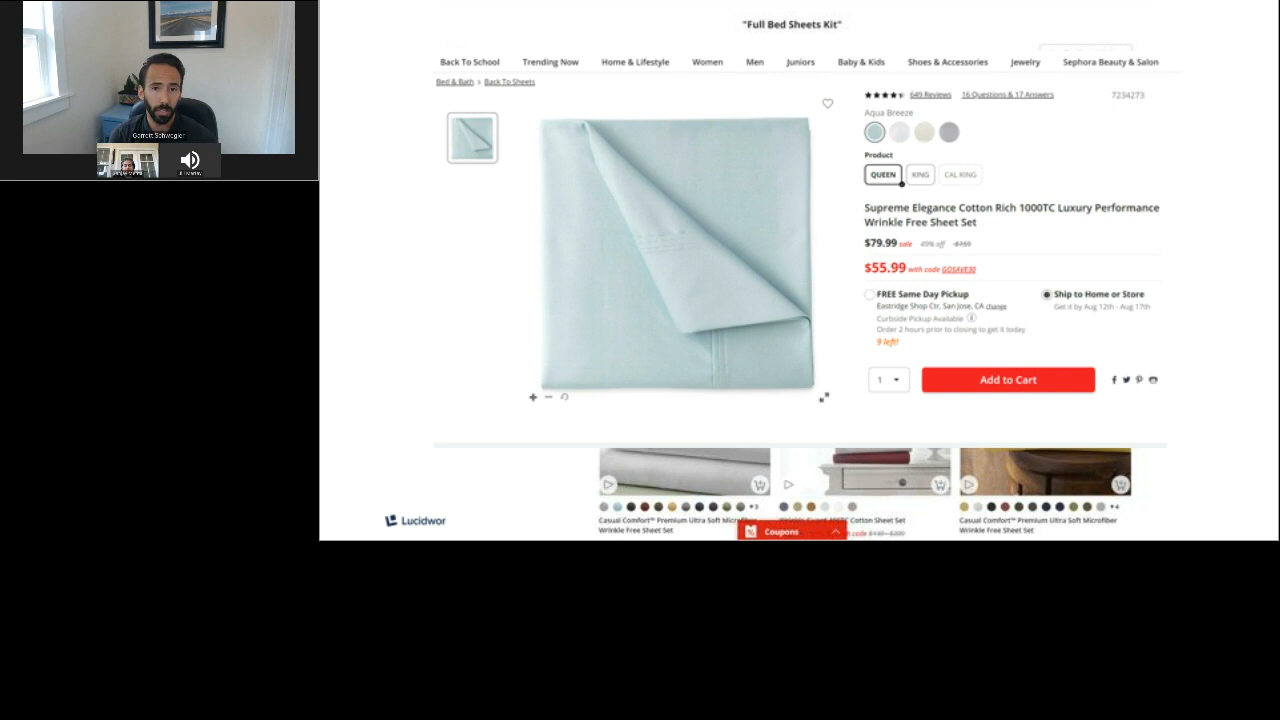 "Full Bed Sheets Kit"
Back To School Trending Now Home & Lifestyle Women Men Juniors Baby & Kids Shoes & Accessories Jewelry Sephora Beauty & Salon
Bed & Bath > Back To Sheets
649 Reviews 16 Questions & 17 Answers 7234273
Aqua Breeze
Product
QUEEN KING CAL KING
Supreme Elegance Cotton Rich 1000TC Luxury Performance
Wrinkle Free Sheet Set
$79.99 sale 49% off $159
$55.99 with code GOSAVE30
FREE Same Day Pickup
Eastridge Shop Ctr, San Jose, CA change
Curbside Pickup Available
Order 2 hours prior to closing to get it today
9 left!
Ship to Home or Store
Get it by Aug 12th - Aug 17th
1 Add to Cart
Garrett Schwegler
+3
+4
Casual Comfort™ Premium Ultra Soft Microfiber
Wrinkle Free Sheet Set
Cotton Sheet Set
code
Casual Comfort™ Premium Ultra Soft Microfiber
Wrinkle Free Sheet Set
Coupons
Lucidwor